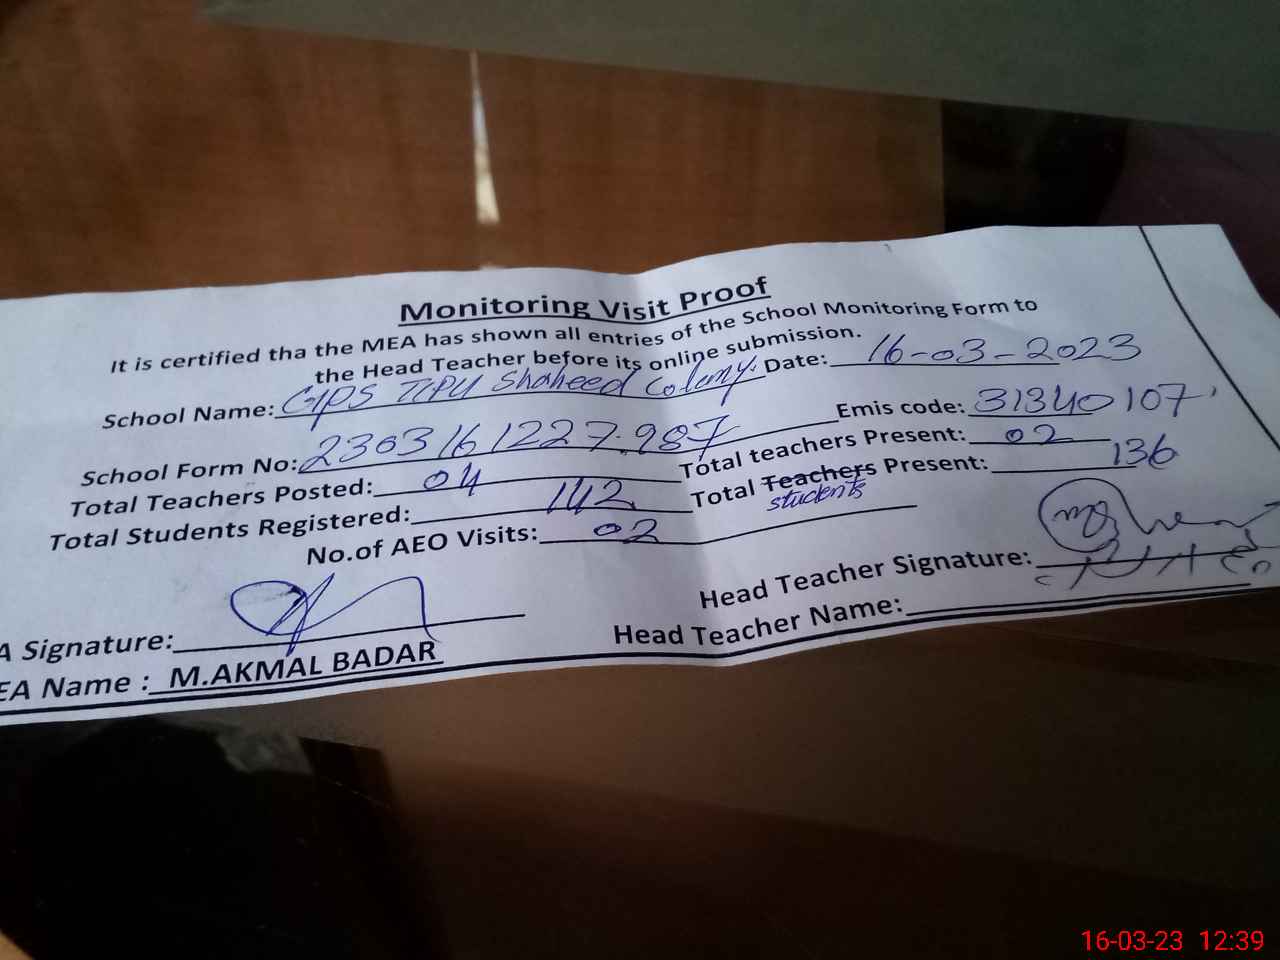 Monitoring Visit Proof
It is certified tha the MEA has shown all entries of the School Monitoring Form to
the Head Teacher before its online submission.
School Name: GPS TIPU Shaheed Colony. Date: 16-03-2023
School Form No: 2303161227.987 Emis code: 31340107
Total Teachers Posted: 04 Total teachers Present: 02
Total Students Registered: 142 Total Teachers Present: 136
students
No.of AEO Visits: 02
A Signature: Head Teacher Signature:
EA Name : M.AKMAL BADAR Head Teacher Name:
16-03-23 12:39